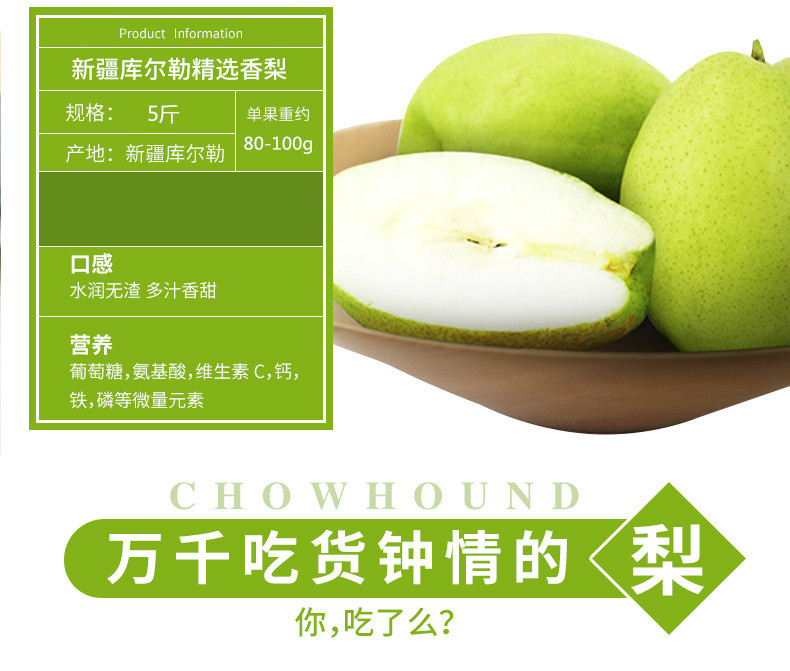 Product Information
新疆库尔勒精选香梨
规格： 5斤
单果重约
80-100g
产地：新疆库尔勒
口感
水润无渣 多汁香甜
营养
葡萄糖,氨基酸,维生素 C,钙,
铁,磷等微量元素
CHOWHOUND
万千吃货钟情的 梨
你,吃了么?